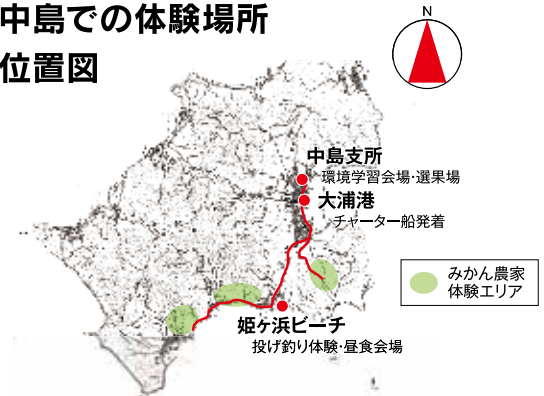 中島での体験場所
位置図
N
中島支所
環境学習会場・選果場
大浦港
チャーター船発着
みかん農家
体験エリア
姫ヶ浜ビーチ
投げ釣り体験・昼食会場